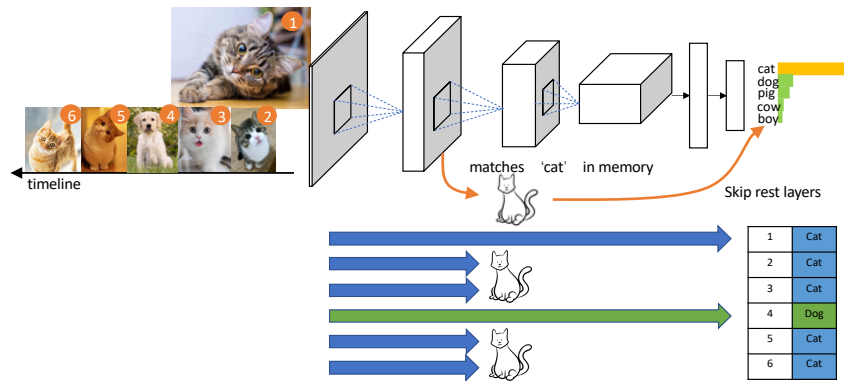 1
6
5
4
3
2
timeline
cat
dog
pig
cow
boy
matches 'cat' in memory
Skip rest layers
1 Cat
2 Cat
3 Cat
4 Dog
5 Cat
6 Cat